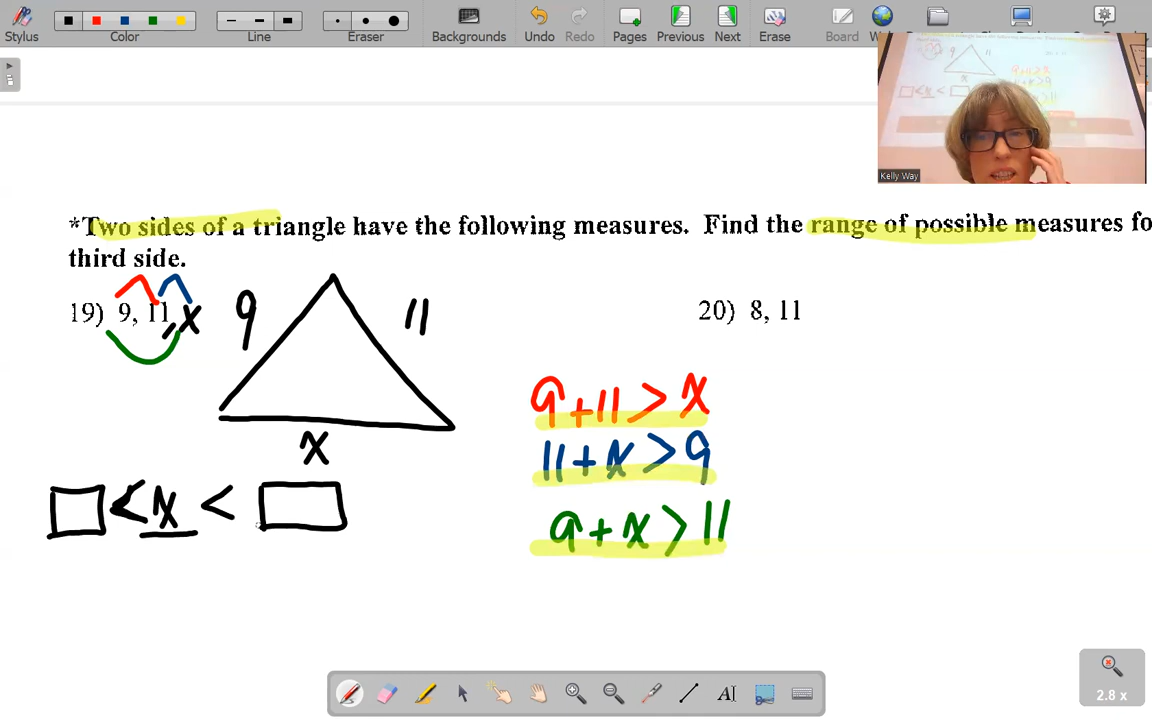 Stylus Color Line Eraser Backgrounds Undo Redo Pages Previous Next Erase Board
Kelly Way
*Two sides of a triangle have the following measures. Find the range of possible measures fo
third side.
19) 9, 11, x
9 11
x
20) 8, 11
9+11 > x
11+x > 9
9+x > 11
□ < x < □
2.8 x